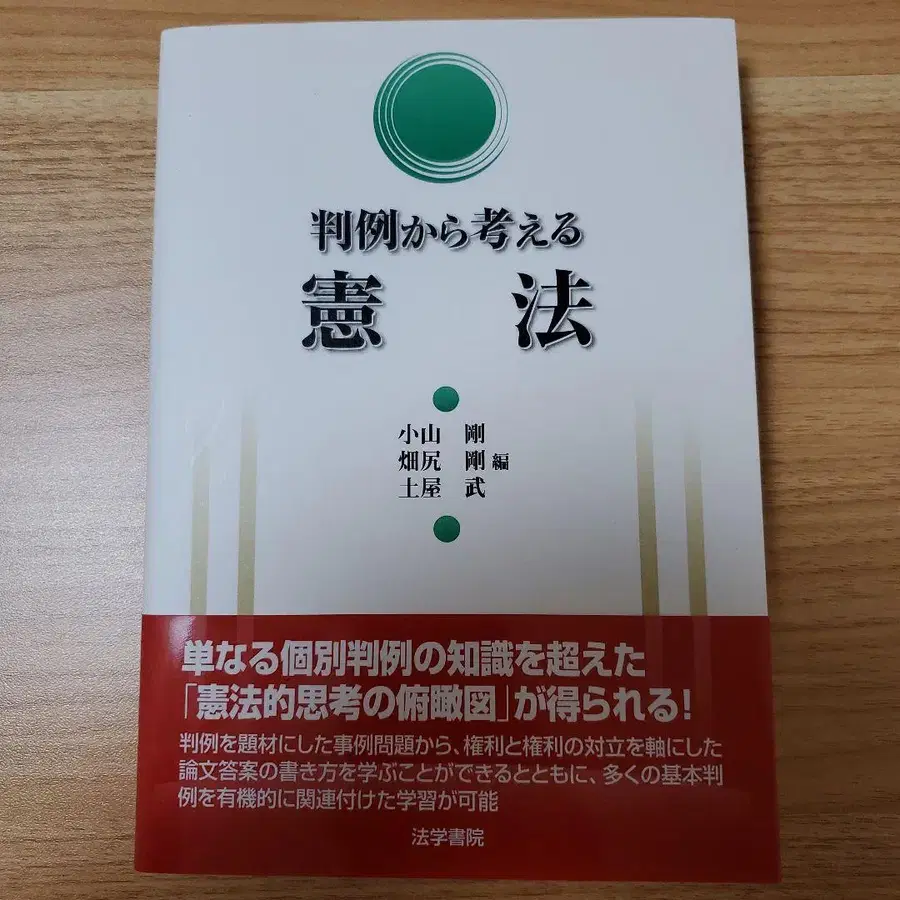 判例から考える
憲 法
小山 剛
畑尻 剛 編
土屋 武
単なる個別判例の知識を超えた
「憲法的思考の俯瞰図」が得られる!
判例を題材にした事例問題から、権利と権利の対立を軸にした
論文答案の書き方を学ぶことができるとともに、多くの基本判
例を有機的に関連付けた学習が可能
法学書院